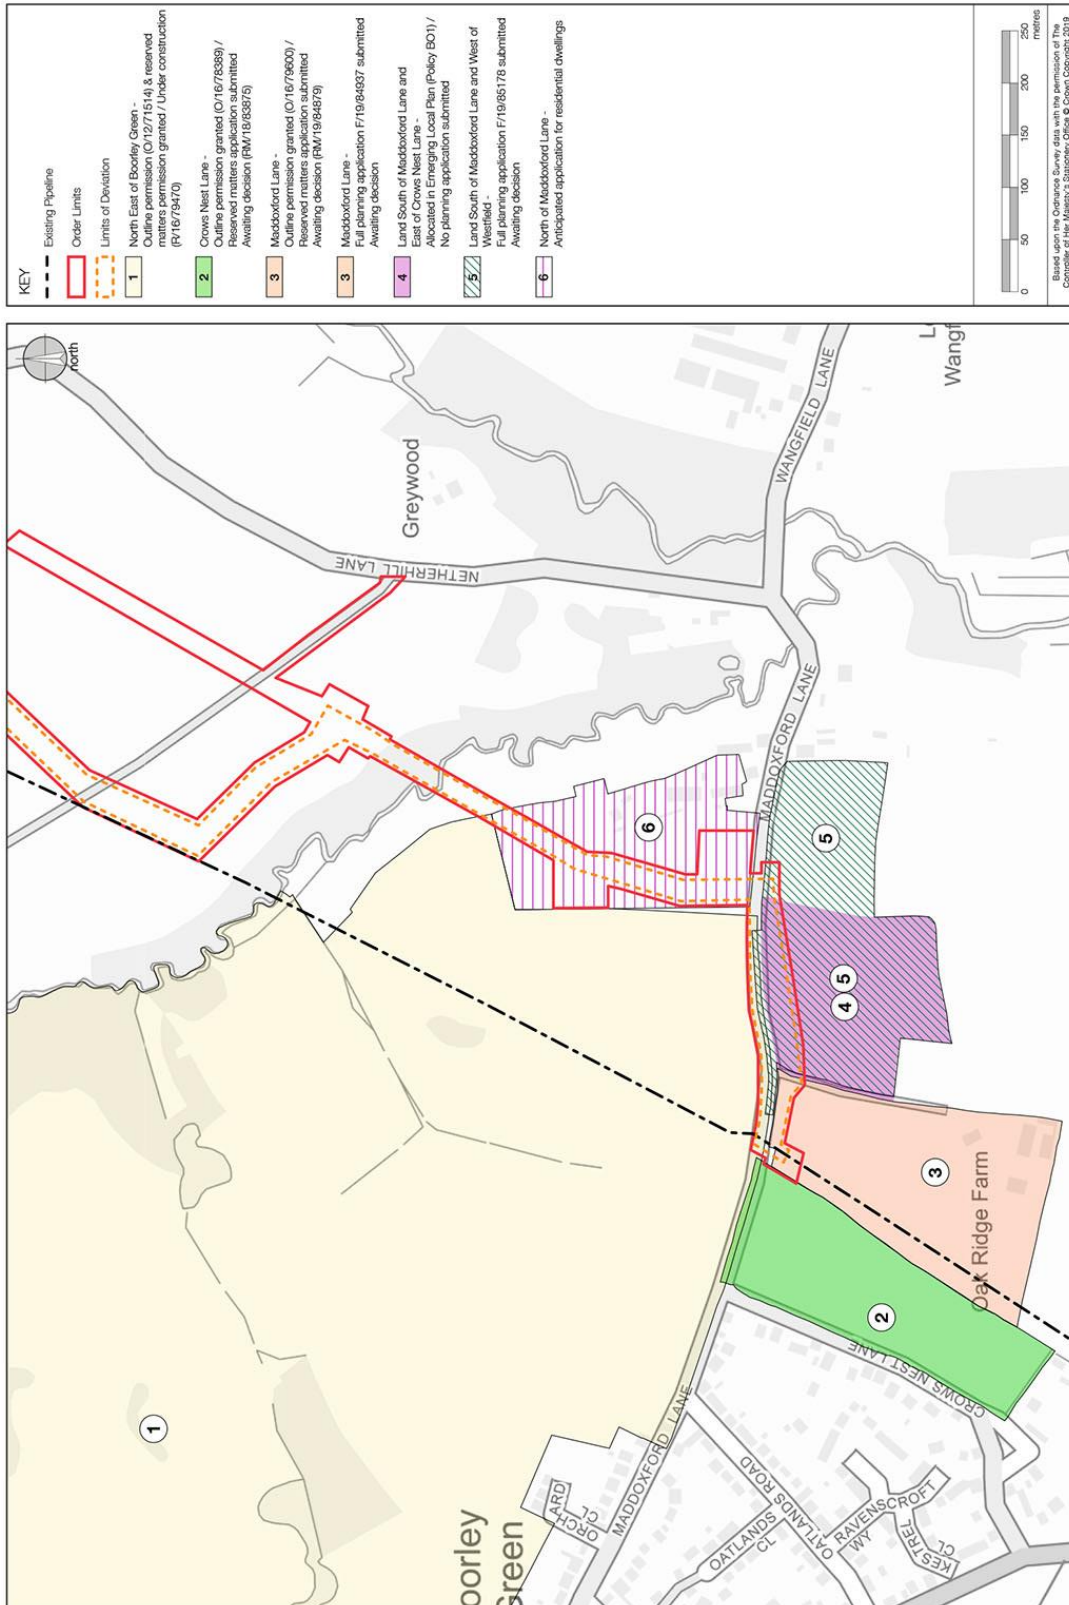 KEY
Existing Pipeline
Order Limits
Limits of Deviation
1
North East of Boorley Green -
Outline permission (O/12/71514) & reserved
matters permission granted / Under construction
(R/16/79470)
2
Crows Nest Lane -
Outline permission granted (O/16/78389) /
Reserved matters application submitted
Awaiting decision (RM/18/83875)
3
Maddoxford Lane -
Outline permission granted (O/16/79600) /
Reserved matters application submitted
Awaiting decision (RM/19/84879)
3
Maddoxford Lane -
Full planning application F/19/84937 submitted
Awaiting decision
4
Land South of Maddoxford Lane and
East of Crows Nest Lane -
Allocated in Emerging Local Plan (Policy BO1) /
No planning application submitted
5
Land South of Maddoxford Lane and West of
Westfield -
Full planning application F/19/85178 submitted
Awaiting decision
6
North of Maddoxford Lane -
Anticipated application for residential dwellings
0 50 100 150 200 250
metres
Based upon the Ordnance Survey data with the permission of The
Controller of Her Majesty's Stationery Office © Crown Copyright 2019
north
Greywood
NETHERHILL LANE
WANGFIELD LANE
Wangf
MADDOXFORD LANE
6
5
4 5
3
Oak Ridge Farm
2
CROWS NEST LANE
1
MADDOXFORD LANE
ORCHARD
CL
OATLANDS ROAD
OATLANDS
CL
RAVENSCROFT
WY
KESTREL
CL
oorley
Green